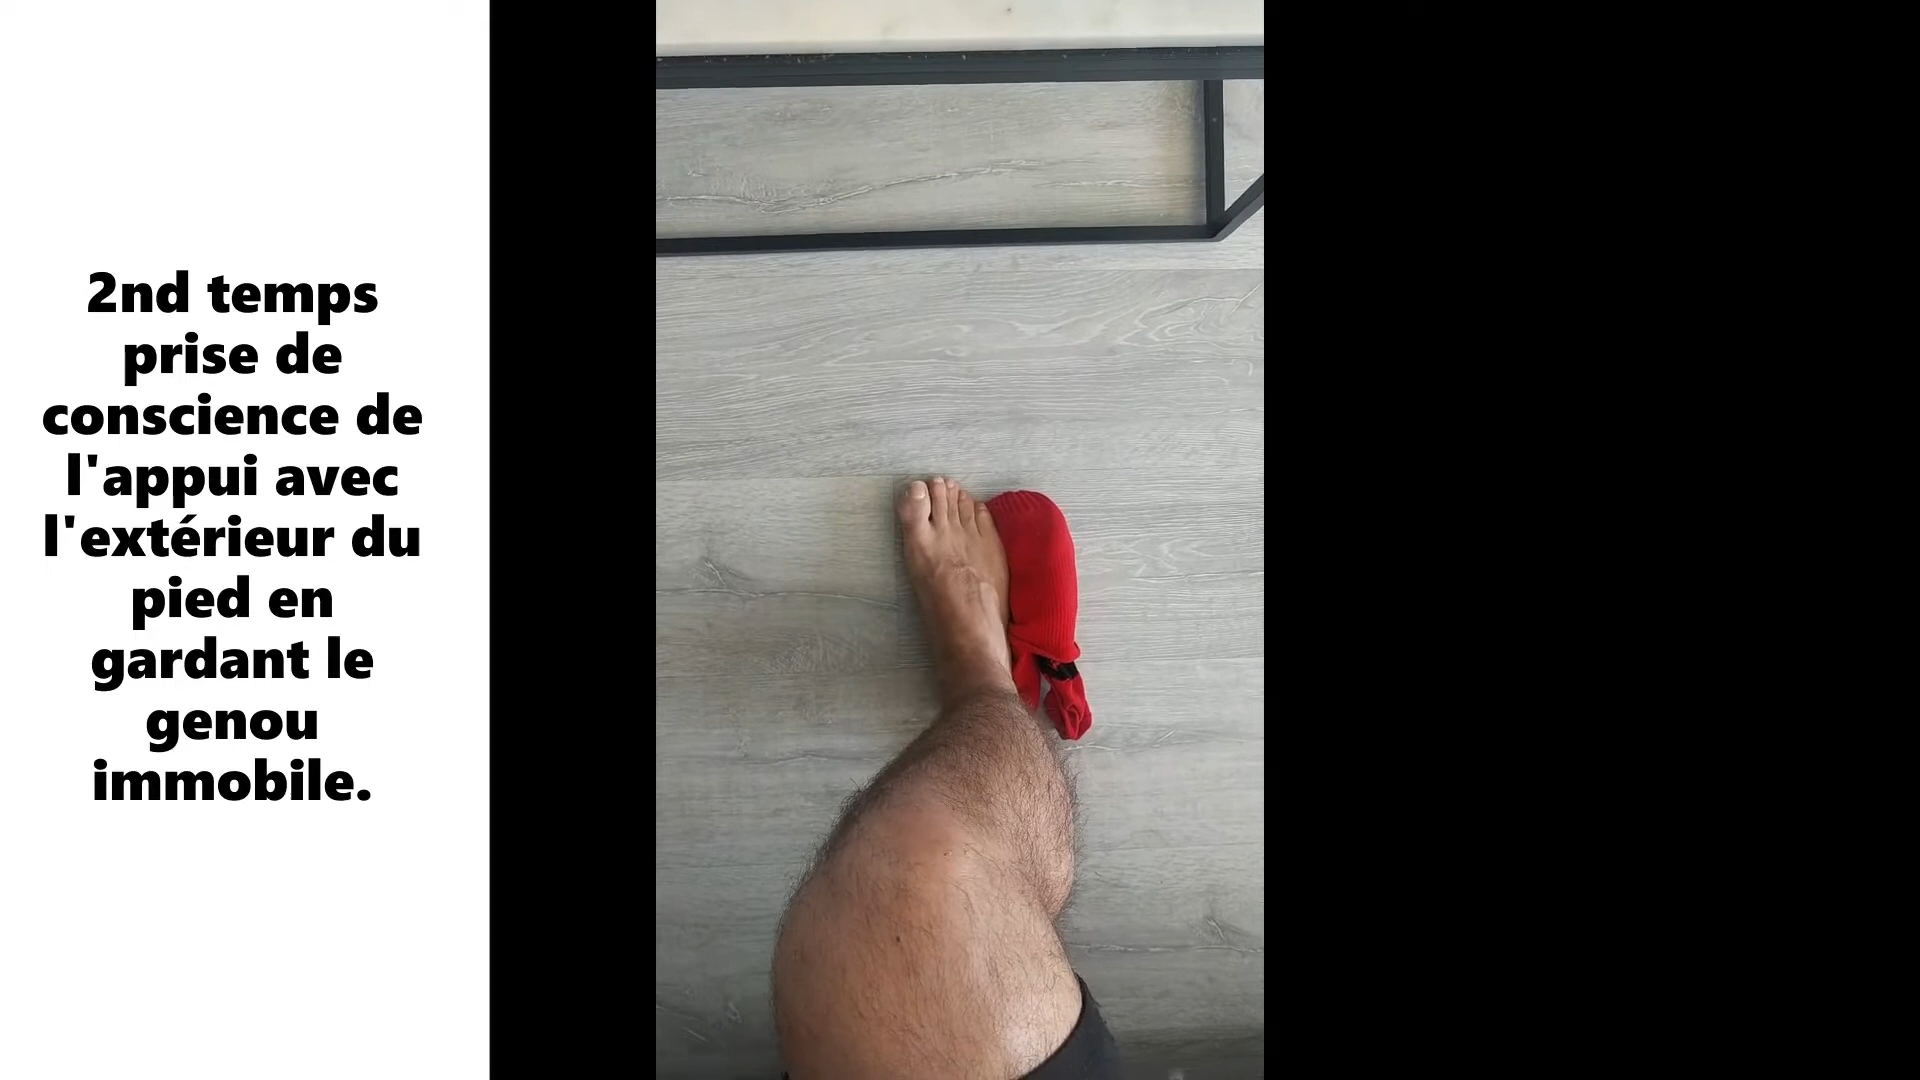 2nd temps
prise de
conscience de
l'appui avec
l'extérieur du
pied en
gardant le
genou
immobile.